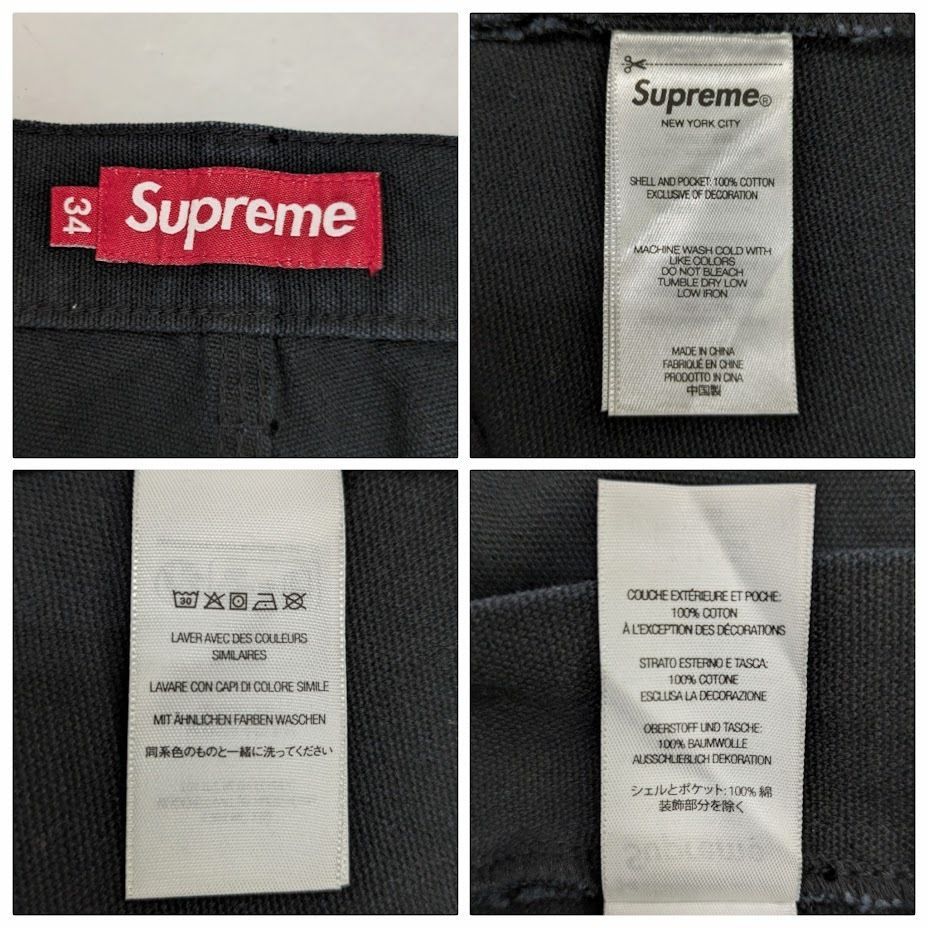 34
Supreme
Supreme®
NEW YORK CITY
SHELL AND POCKET: 100% COTTON
EXCLUSIVE OF DECORATION
MACHINE WASH COLD WITH
LIKE COLORS
DO NOT BLEACH
TUMBLE DRY LOW
LOW IRON
MADE IN CHINA
FABRIQUÉ EN CHINE
PRODOTTO IN CINA
中国製
30
LAVER AVEC DES COULEURS
SIMILAIRES
LAVARE CON CAPI DI COLORE SIMILE
MIT ÄHNLICHEN FARBEN WASCHEN
同系色のものと一緒に洗ってください
COUCHE EXTÉRIEURE ET POCHE:
100% COTON
À L'EXCEPTION DES DÉCORATIONS
STRATO ESTERNO E TASCA:
100% COTONE
ESCLUSA LA DECORAZIONE
OBERSTOFF UND TASCHE:
100% BAUMWOLLE
AUSSCHLIEßLICH DEKORATION
シェルとポケット: 100% 綿
装飾部分を除く